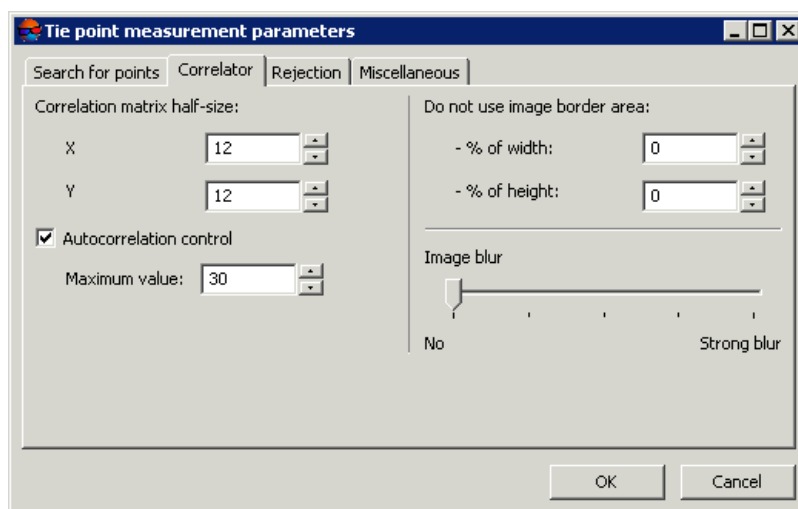 Tie point measurement parameters
Search for points Correlator Rejection Miscellaneous
Correlation matrix half-size:
X 12
Y 12
Autocorrelation control
Maximum value: 30
Do not use image border area:
- % of width: 0
- % of height: 0
Image blur
No Strong blur
OK Cancel